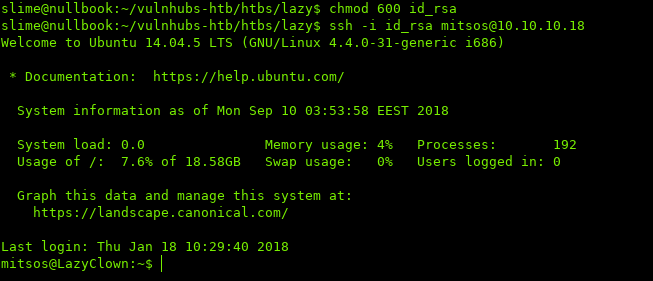 slime@nullbook:~/vulnhubs-htb/htbs/lazy$ chmod 600 id_rsa
slime@nullbook:~/vulnhubs-htb/htbs/lazy$ ssh -i id_rsa mitsos@10.10.10.18
Welcome to Ubuntu 14.04.5 LTS (GNU/Linux 4.4.0-31-generic i686)
* Documentation:  https://help.ubuntu.com/
System information as of Mon Sep 10 03:53:58 EEST 2018
System load: 0.0               Memory usage: 4%   Processes:       192
Usage of /:  7.6% of 18.58GB   Swap usage:   0%   Users logged in: 0
Graph this data and manage this system at:
https://landscape.canonical.com/
Last login: Thu Jan 18 10:29:40 2018
mitsos@LazyClown:~$